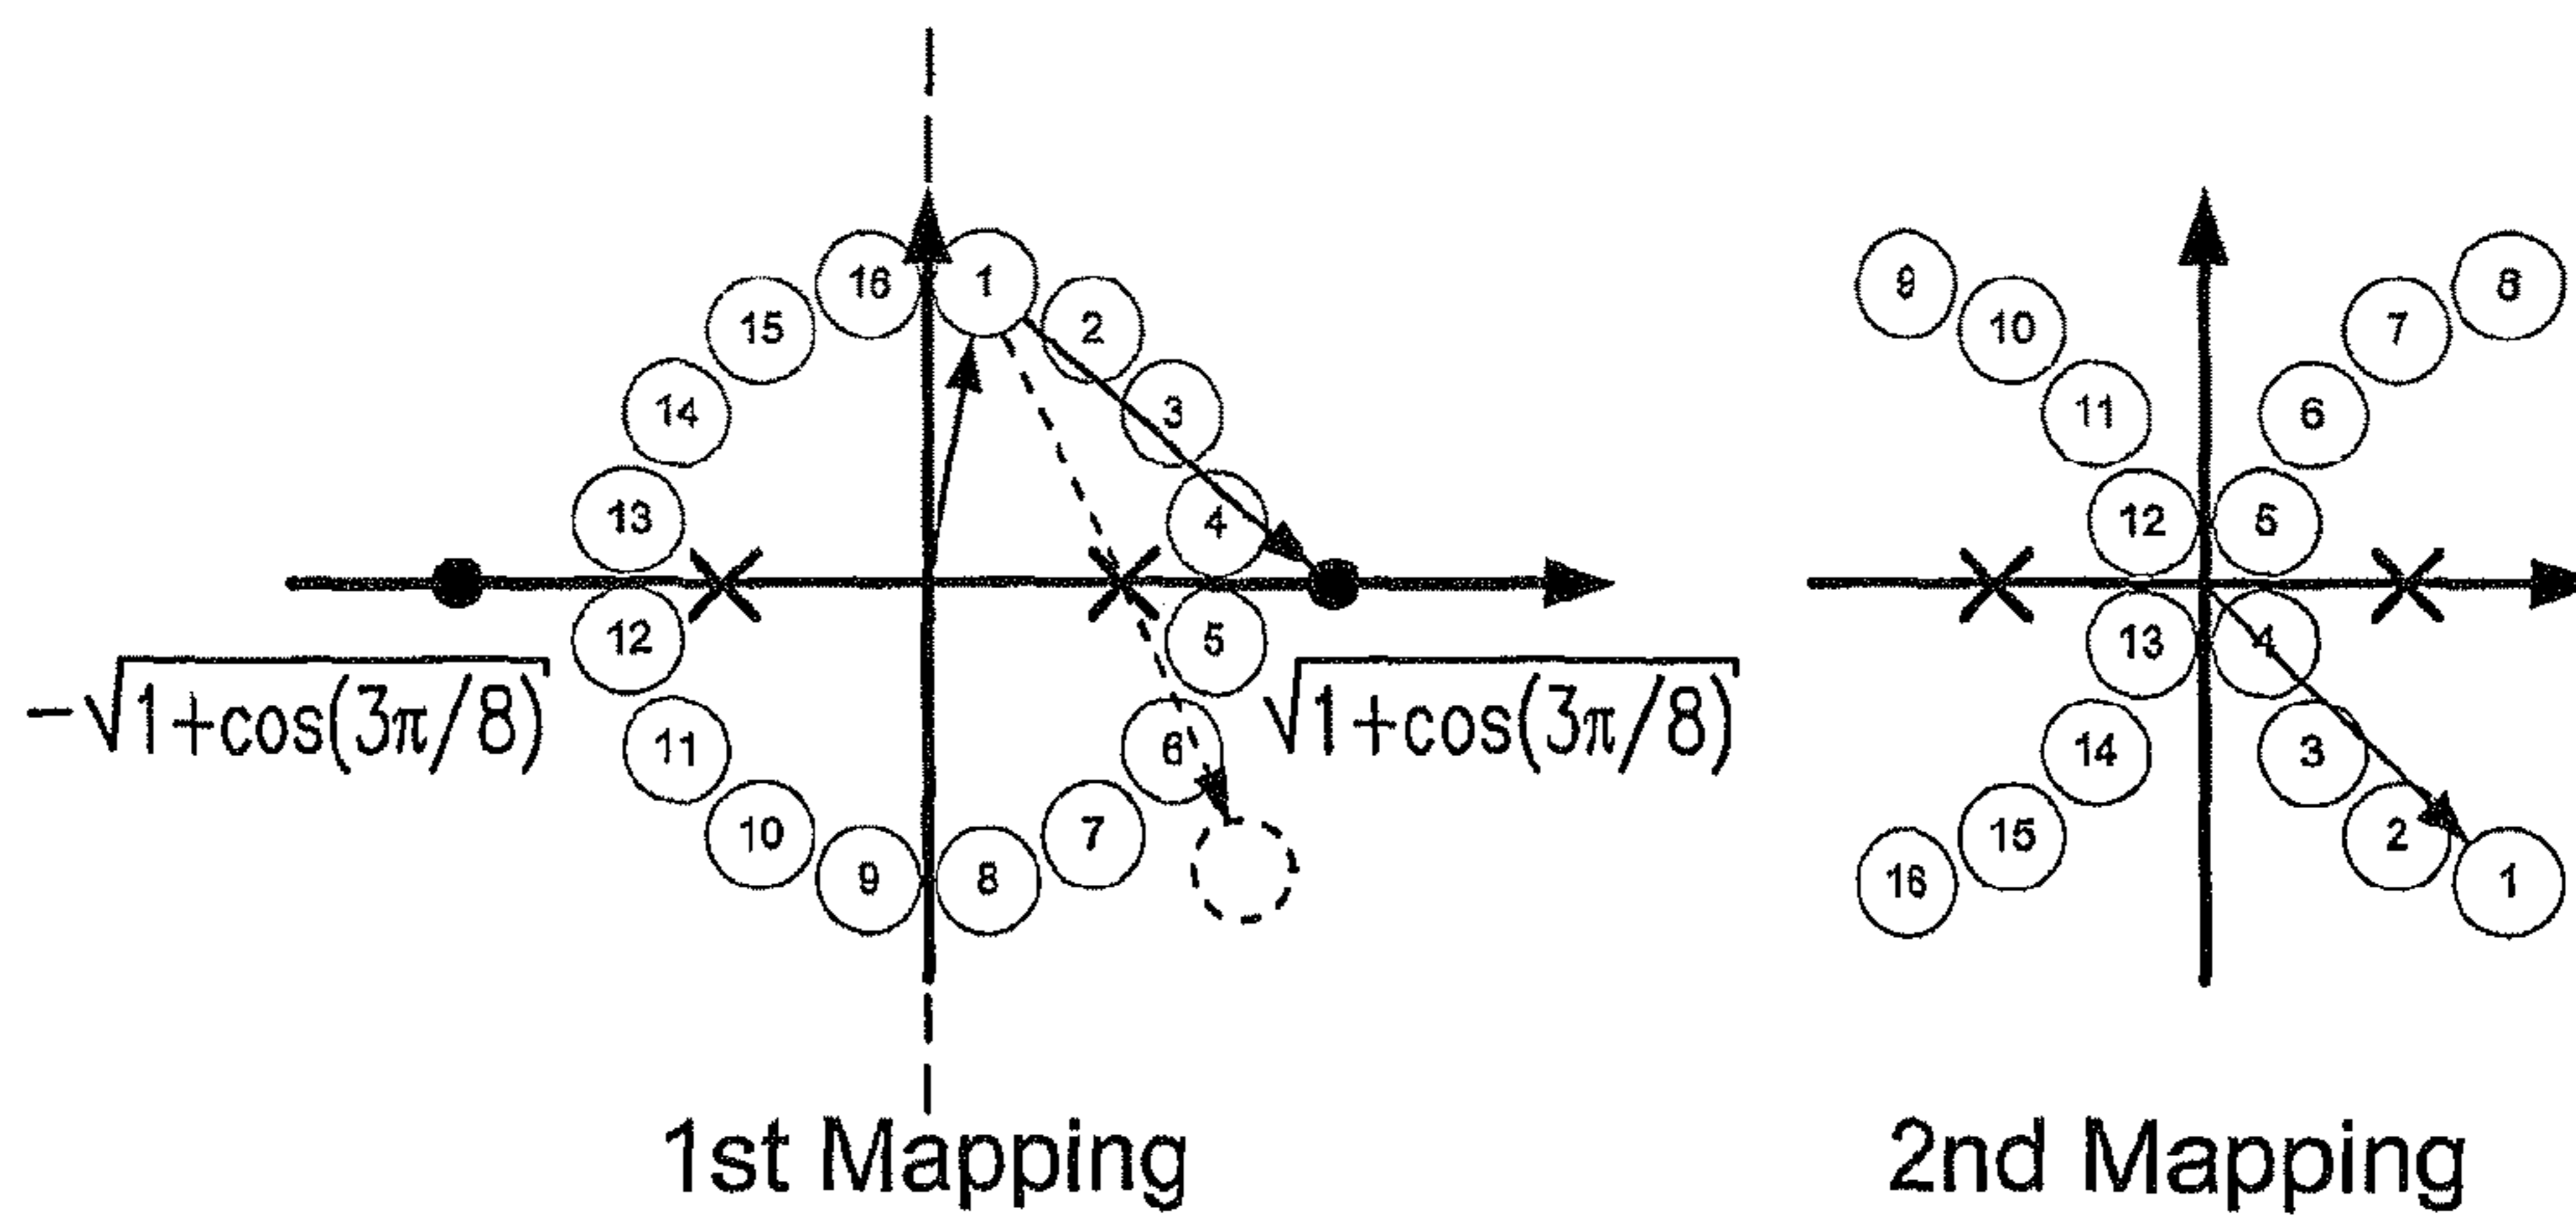 16 1 2 3 4 5 6 7 8 9 10 11 12 13 14 15
-√1+cos(3π/8)
√1+cos(3π/8)
1st Mapping
9 10 11 12 5 6 7 8
13 14 15 16 4 3 2 1
2nd Mapping